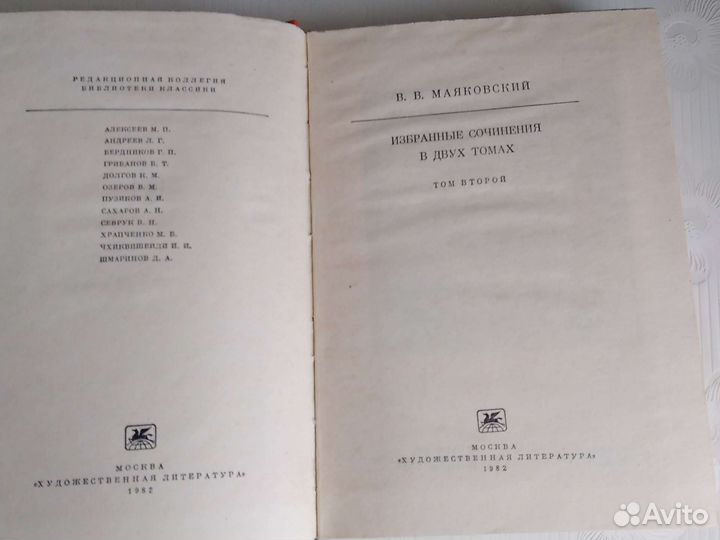 РЕДАКЦИОННАЯ КОЛЛЕГИЯ
БИБЛИОТЕКИ КЛАССИКИ
АЛЕКСЕЕВ М. П.
АНДРЕЕВ Л. Г.
БЕРДНИКОВ Г. П.
ГРИБАНОВ Б. Т.
ДОЛГОВ К. М.
ОЗЕРОВ В. М.
ПУЗИКОВ А. И.
САХАРОВ А. Н.
СЕВРУК В. Н.
ХРАПЧЕНКО М. Б.
ЧХИКВИШВИЛИ И. И.
ШМАРИНОВ Д. А.
МОСКВА
«ХУДОЖЕСТВЕННАЯ ЛИТЕРАТУРА»
1982
В. В. МАЯКОВСКИЙ
ИЗБРАННЫЕ СОЧИНЕНИЯ
В ДВУХ ТОМАХ
ТОМ ВТОРОЙ
МОСКВА
«ХУДОЖЕСТВЕННАЯ ЛИТЕРАТУРА»
1982
Avito